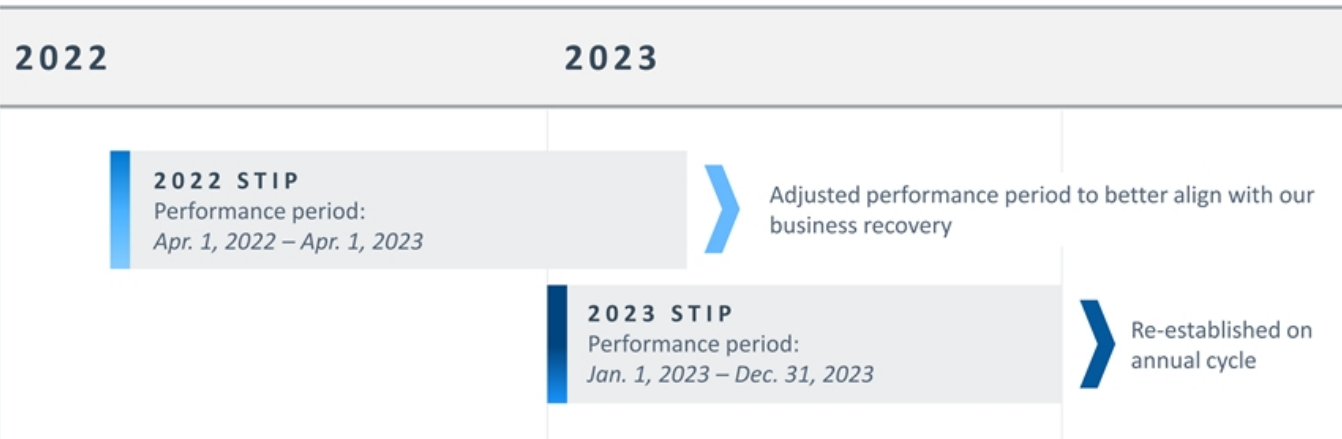 2022
2023
2022 STIP
Performance period:
Apr. 1, 2022 – Apr. 1, 2023
Adjusted performance period to better align with our
business recovery
2023 STIP
Performance period:
Jan. 1, 2023 – Dec. 31, 2023
Re-established on
annual cycle